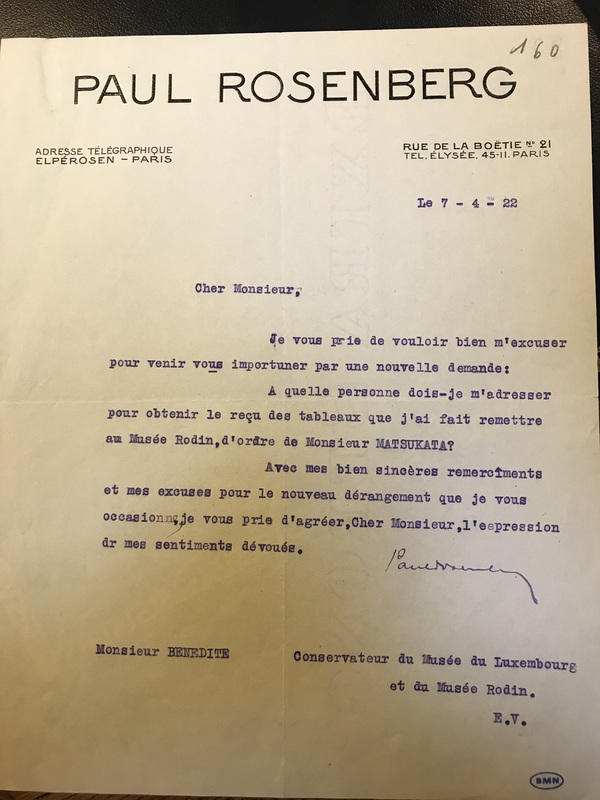 160
PAUL ROSENBERG
ADRESSE TÉLÉGRAPHIQUE
ELPÉROSEN – PARIS
RUE DE LA BOËTIE Nº 21
TEL. ÉLYSÉE, 45-11. PARIS
Le 7 - 4 - 22
Cher Monsieur,
Je vous prie de vouloir bien m'excuser
pour venir vous importuner par une nouvelle demande:
A quelle personne dois-je m'adresser
pour obtenir le reçu des tableaux que j'ai fait remettre
au Musée Rodin,d'ordre de Monsieur MATSUKATA?
Avec mes bien sincères remercîments
et mes excuses pour le nouveau dérangement que je vous
occasionne,je vous prie d'agréer,Cher Monsieur,l'eepression
dr mes sentiments dévoués.
Paul Rosenberg
Monsieur BENEDITE
Conservateur du Musée du Luxembourg
et du Musée Rodin.
E.V.
BMN